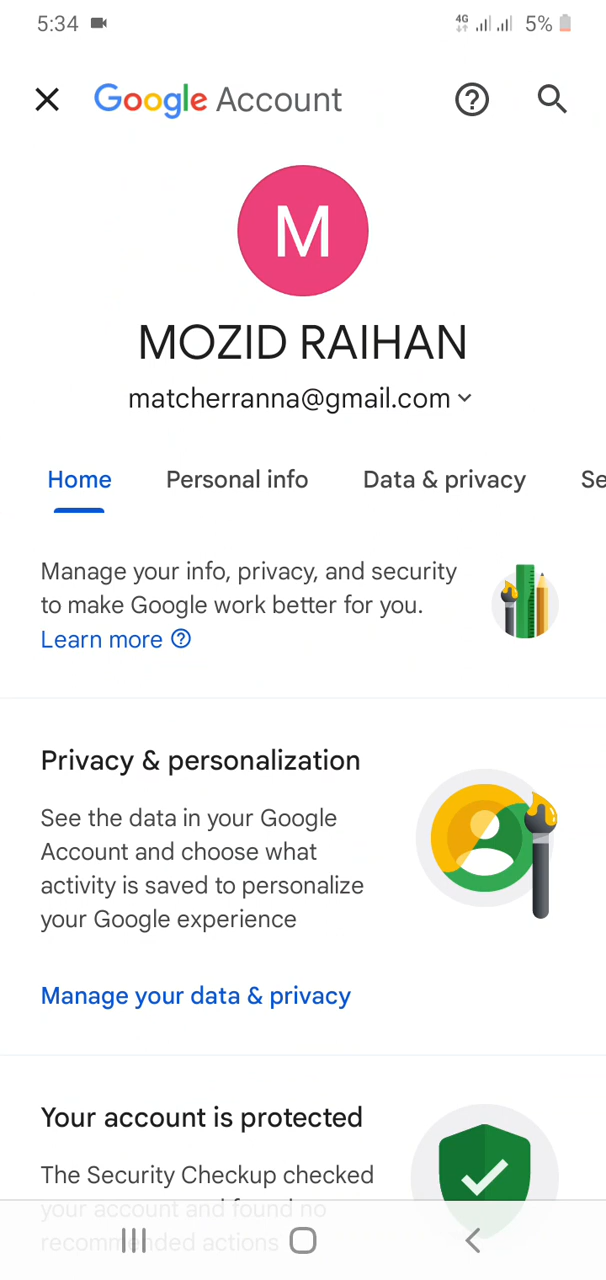 5:34 4G 5%
Google Account
M
MOZID RAIHAN
matcherranna@gmail.com
Home Personal info Data & privacy Se
Manage your info, privacy, and security
to make Google work better for you.
Learn more
Privacy & personalization
See the data in your Google
Account and choose what
activity is saved to personalize
your Google experience
Manage your data & privacy
Your account is protected
The Security Checkup checked
your account and found no
recommended actions